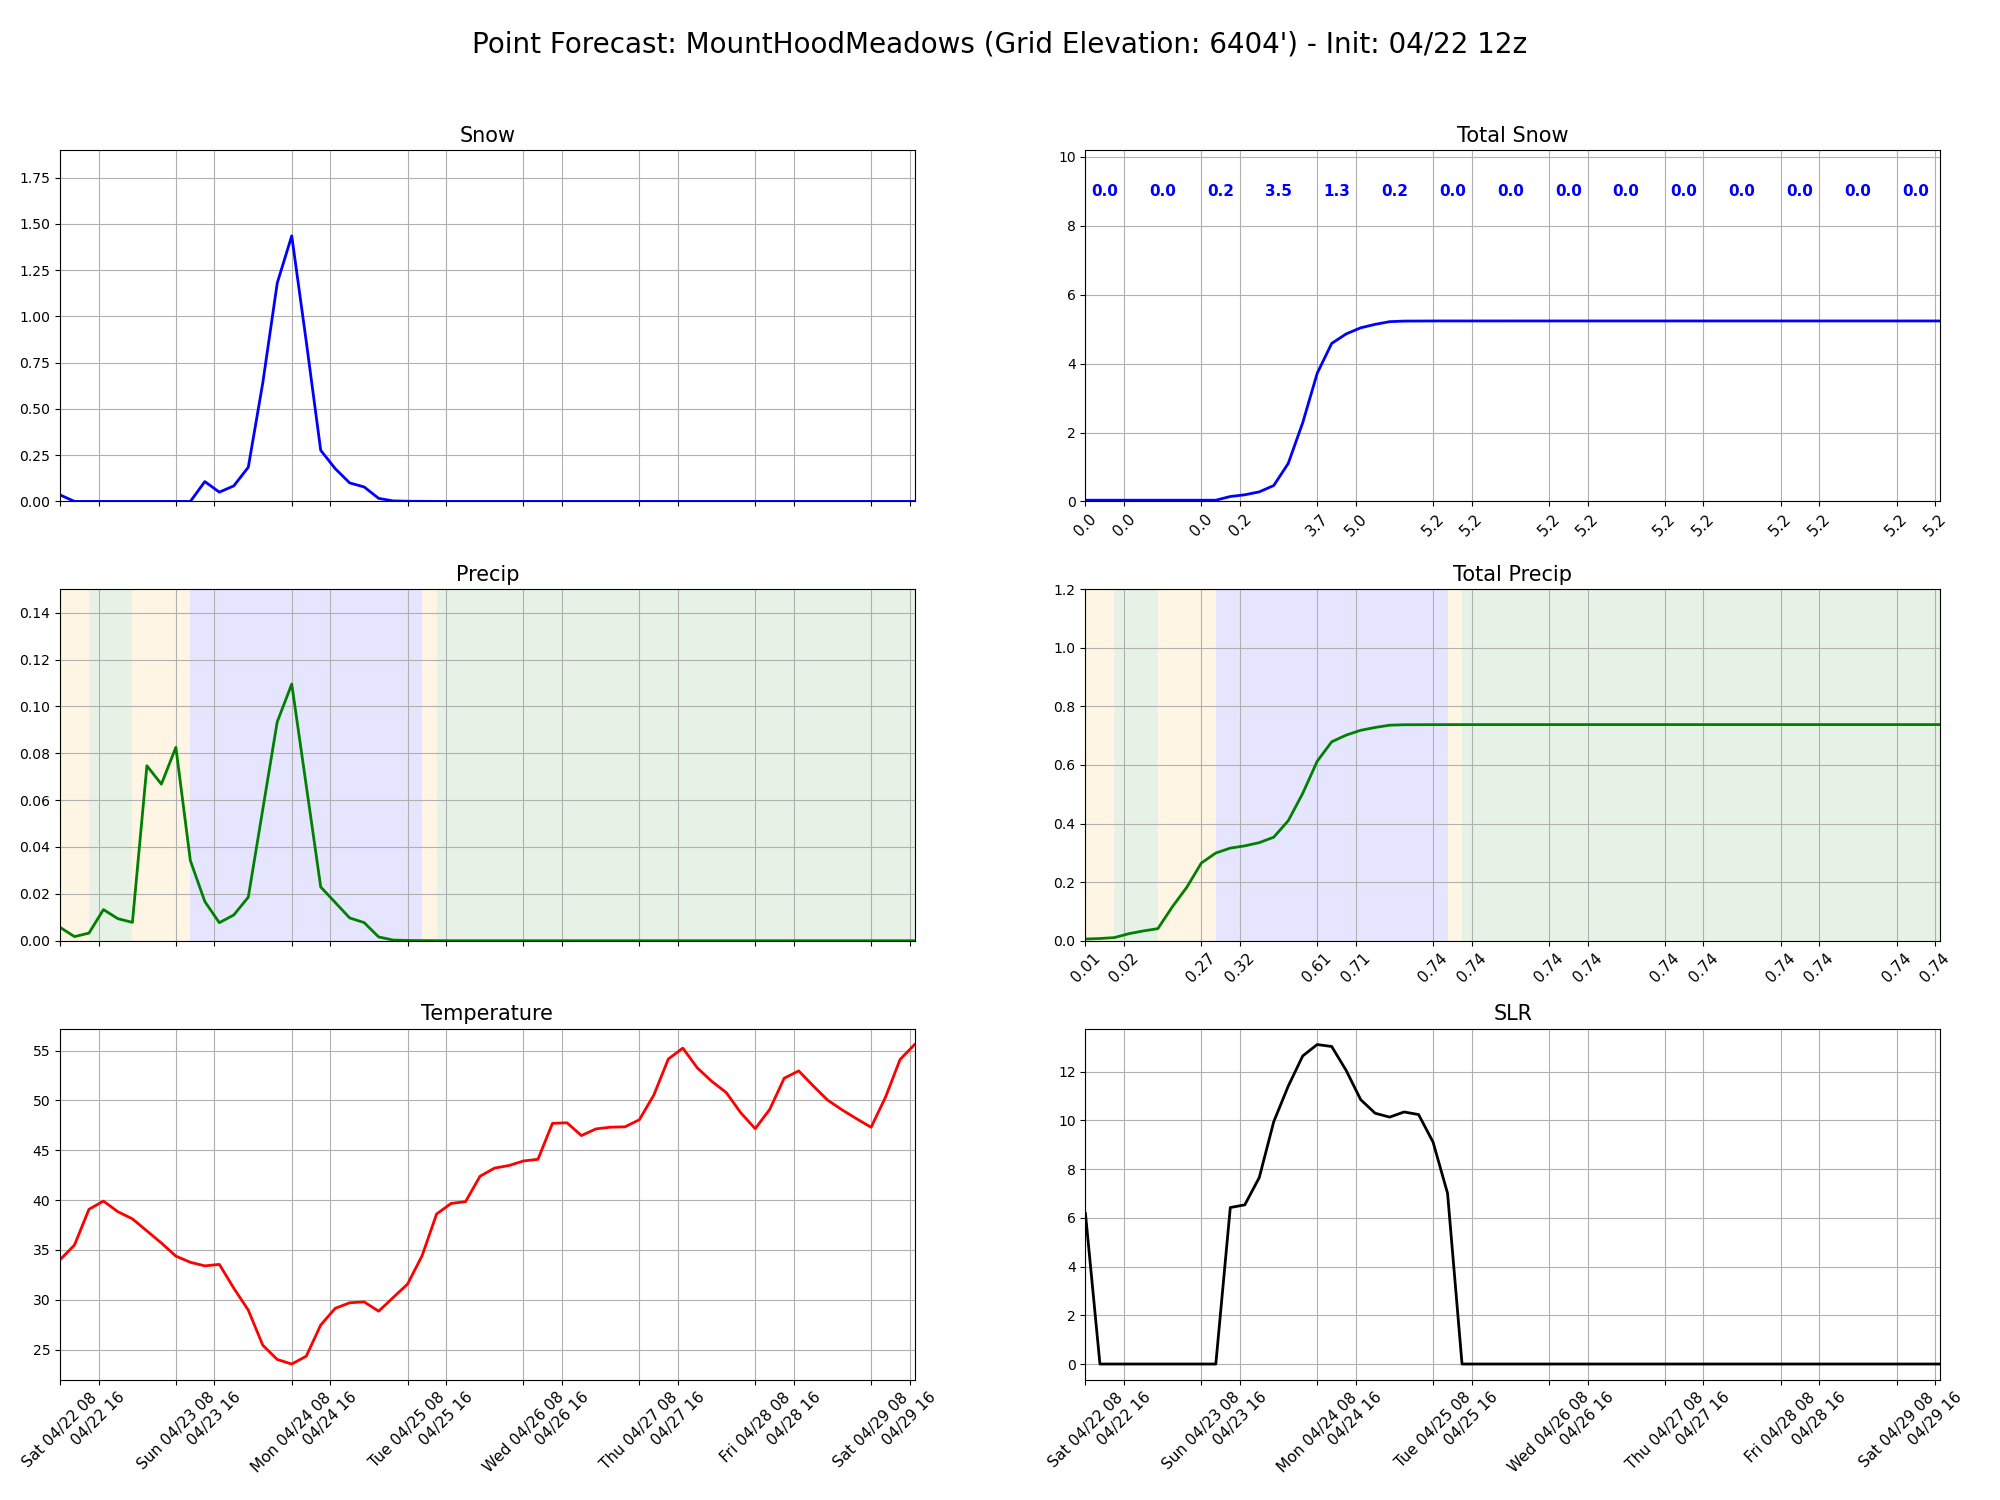 Point Forecast: MountHoodMeadows (Grid Elevation: 6404') - Init: 04/22 12z
Snow
1.75
1.50
1.25
1.00
0.75
0.50
0.25
0.00
Total Snow
10
8
6
4
2
0
0.0 0.0 0.2 3.5 1.3 0.2 0.0 0.0 0.0 0.0 0.0 0.0 0.0 0.0 0.0
0.0 0.0 0.0 0.2 3.7 5.0 5.2 5.2 5.2 5.2 5.2 5.2 5.2 5.2 5.2 5.2
Precip
0.14
0.12
0.10
0.08
0.06
0.04
0.02
0.00
Total Precip
1.2
1.0
0.8
0.6
0.4
0.2
0.0
0.01 0.02 0.27 0.32 0.61 0.71 0.74 0.74 0.74 0.74 0.74 0.74 0.74 0.74 0.74 0.74
Temperature
55
50
45
40
35
30
25
Sat 04/22 08
04/22 16
Sun 04/23 08
04/23 16
Mon 04/24 08
04/24 16
Tue 04/25 08
04/25 16
Wed 04/26 08
04/26 16
Thu 04/27 08
04/27 16
Fri 04/28 08
04/28 16
Sat 04/29 08
04/29 16
SLR
12
10
8
6
4
2
0
Sat 04/22 08
04/22 16
Sun 04/23 08
04/23 16
Mon 04/24 08
04/24 16
Tue 04/25 08
04/25 16
Wed 04/26 08
04/26 16
Thu 04/27 08
04/27 16
Fri 04/28 08
04/28 16
Sat 04/29 08
04/29 16